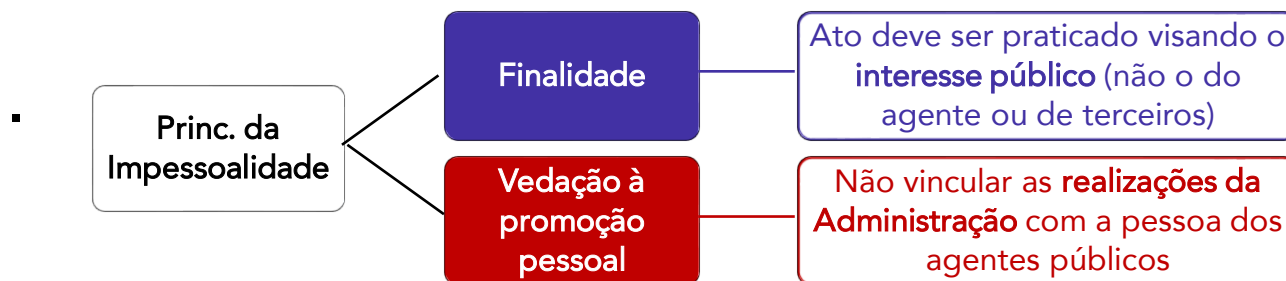 Princ. da
Impessoalidade
Finalidade
Ato deve ser praticado visando o
interesse público (não o do
agente ou de terceiros)
Vedação à
promoção
pessoal
Não vincular as realizações da
Administração com a pessoa dos
agentes públicos